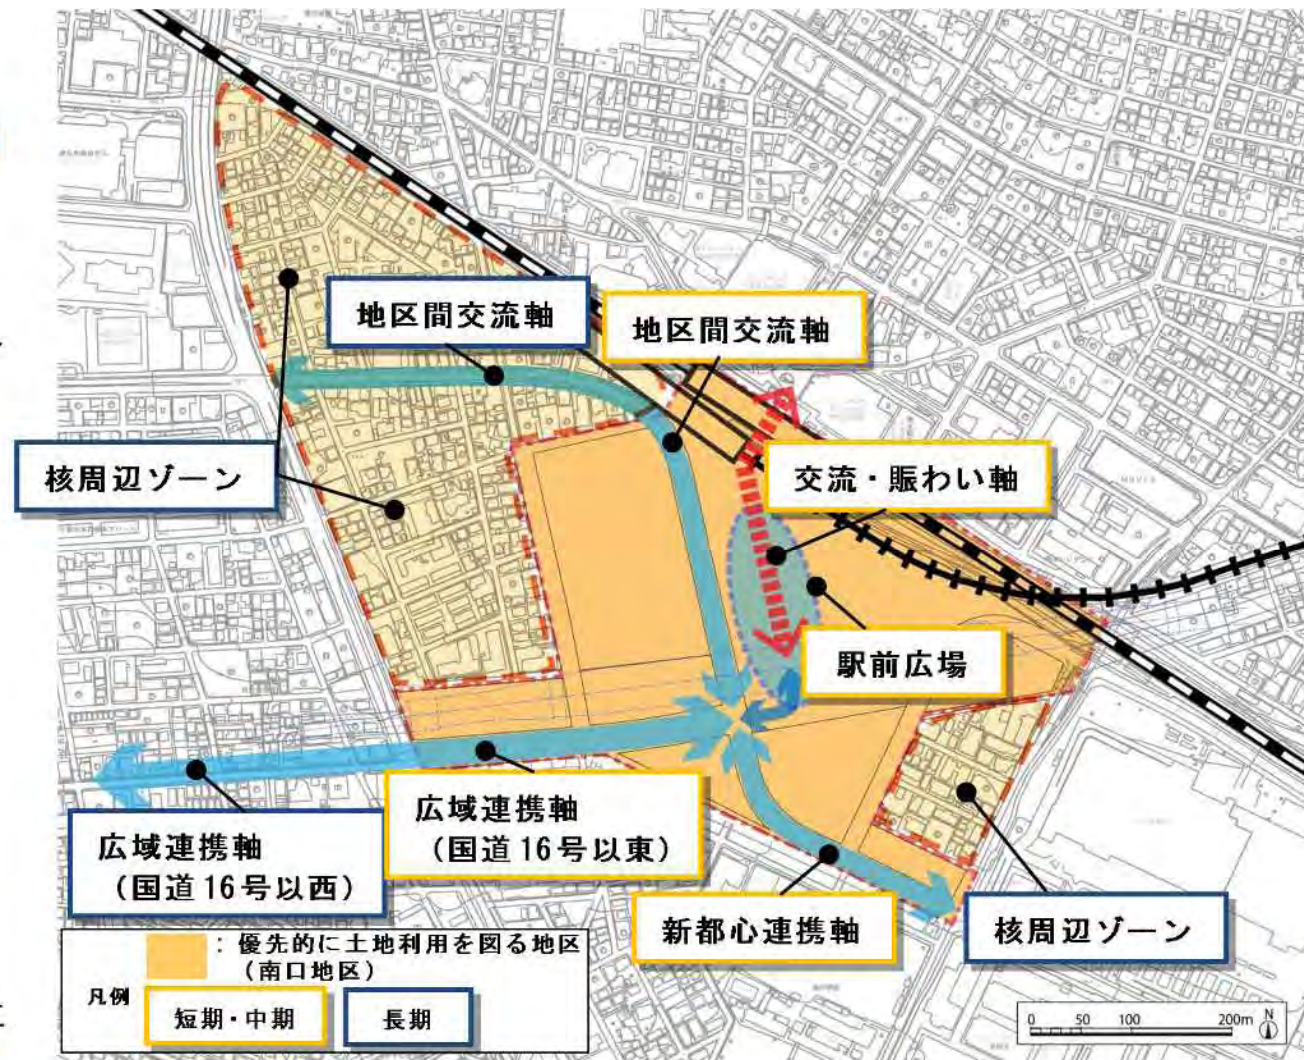 地区間交流軸
地区間交流軸
核周辺ゾーン
交流・賑わい軸
駅前広場
広域連携軸
（国道16号以東）
広域連携軸
（国道16号以西）
新都心連携軸
核周辺ゾーン
凡例
：優先的に土地利用を図る地区
（南口地区）
短期・中期
長期
0 50 100 200m
N